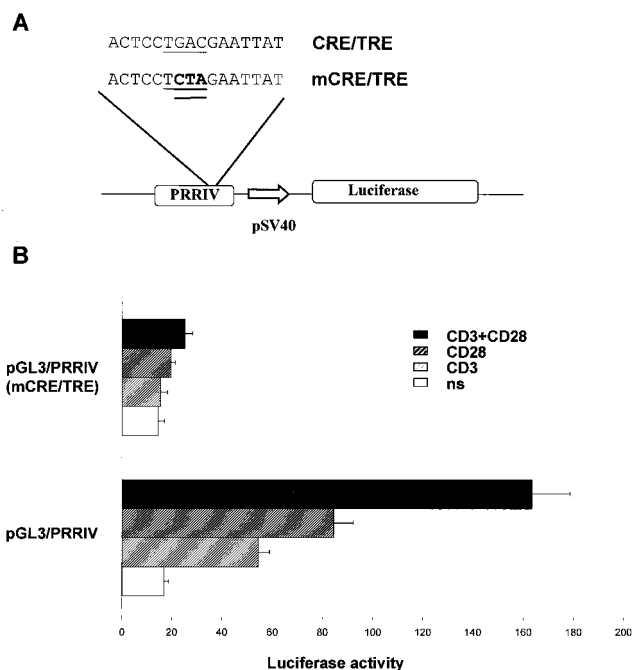 A
ACTCCTGACGAATTAT CRE/TRE
ACTCCTCTAGAATTAT mCRE/TRE
PRRIV
Luciferase
pSV40
B
CD3+CD28
CD28
CD3
ns
pGL3/PRRIV
(mCRE/TRE)
pGL3/PRRIV
0 20 40 60 80 100 120 140 160 180 200
Luciferase activity